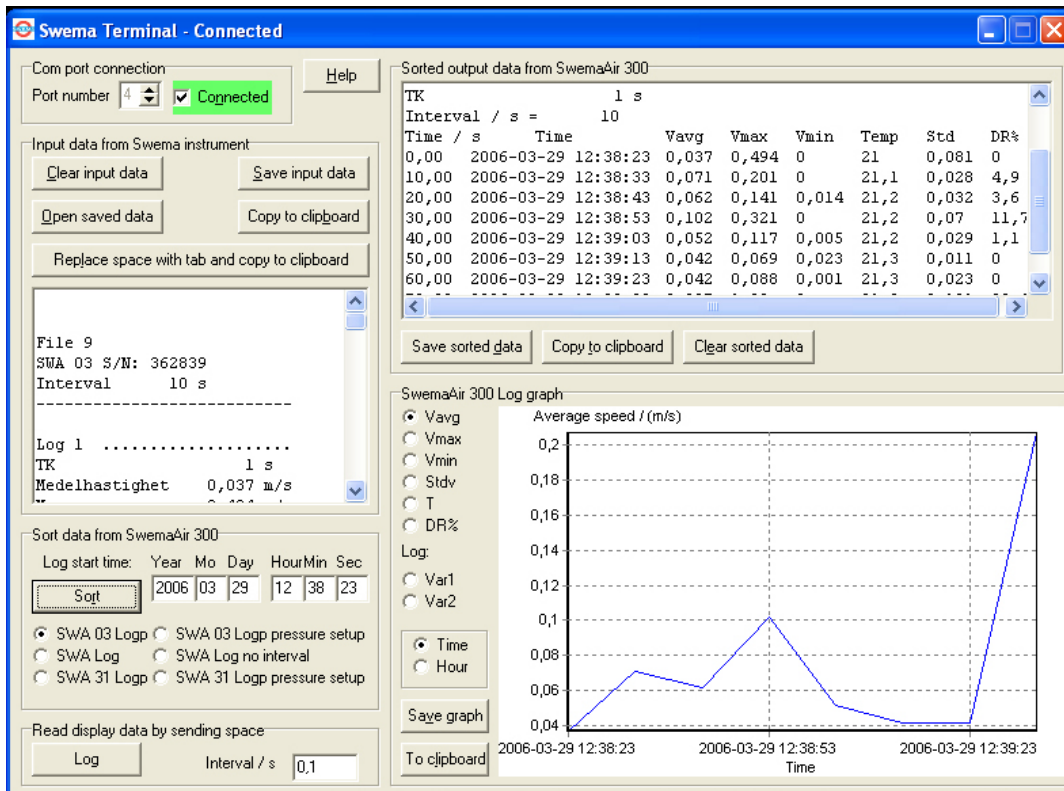 Swema Terminal - Connected
Com port connection
Port number 4 Connected
Help
Input data from Swema instrument
Clear input data Save input data
Open saved data Copy to clipboard
Replace space with tab and copy to clipboard
File 9
SWA 03 S/N: 362839
Interval 10 s
----------------------------
Log 1 ...................
TK 1 s
Medelhastighet 0,037 m/s
Sort data from SwemaAir 300
Log start time: Year Mo Day Hour Min Sec
Sort 2006 03 29 12 38 23
SWA 03 Logp SWA 03 Logp pressure setup
SWA Log SWA Log no interval
SWA 31 Logp SWA 31 Logp pressure setup
Read display data by sending space
Log Interval / s 0,1
Sorted output data from SwemaAir 300
TK 1 s
Interval / s = 10
Time / s Time Vavg Vmax Vmin Temp Std DR%
0,00 2006-03-29 12:38:23 0,037 0,494 0 21 0,081 0
10,00 2006-03-29 12:38:33 0,071 0,201 0 21,1 0,028 4,9
20,00 2006-03-29 12:38:43 0,062 0,141 0,014 21,2 0,032 3,6
30,00 2006-03-29 12:38:53 0,102 0,321 0 21,2 0,07 11,7
40,00 2006-03-29 12:39:03 0,052 0,117 0,005 21,2 0,029 1,1
50,00 2006-03-29 12:39:13 0,042 0,069 0,023 21,3 0,011 0
60,00 2006-03-29 12:39:23 0,042 0,088 0,001 21,3 0,023 0
Save sorted data Copy to clipboard Clear sorted data
SwemaAir 300 Log graph
Vavg
Vmax
Vmin
Stdv
T
DR%
Log:
Var1
Var2
Time
Hour
Save graph
To clipboard
Average speed / (m/s)
0,2
0,18
0,16
0,14
0,12
0,1
0,08
0,06
0,04
2006-03-29 12:38:23 2006-03-29 12:38:53 2006-03-29 12:39:23
Time